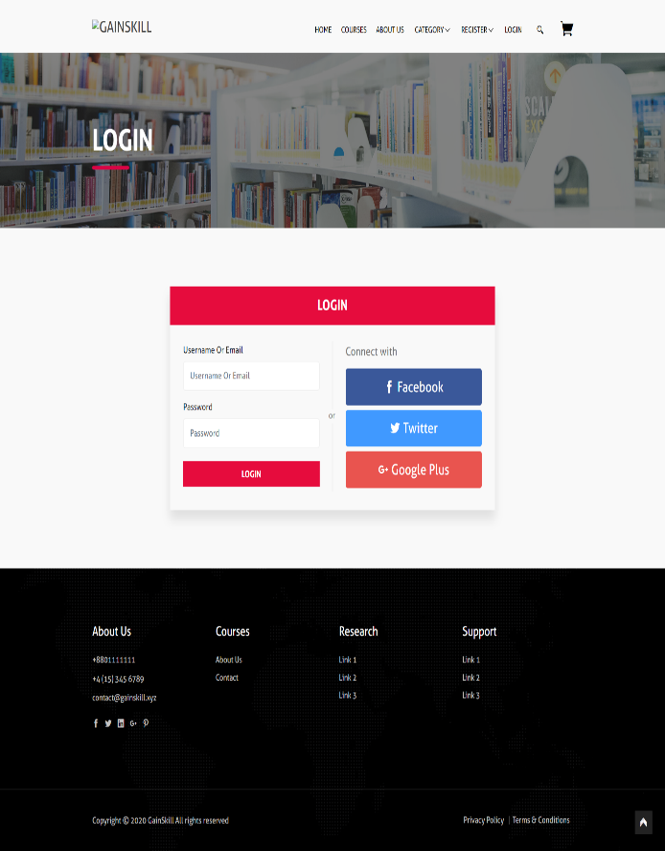 GAINSKILL
HOME COURSES ABOUT US CATEGORY REGISTER LOGIN
SCAL
LOGIN
LOGIN
Username Or Email
Username Or Email
Password
Password
LOGIN
or
Connect with
Facebook
Twitter
G+ Google Plus
About Us
+8801111111
+4 (15) 345 6789
contact@gainskill.xyz
Courses
About Us
Contact
Research
Link 1
Link 2
Link 3
Support
Link 1
Link 2
Link 3
Copyright © 2020 GainSkill All rights reserved
Privacy Policy | Terms & Conditions